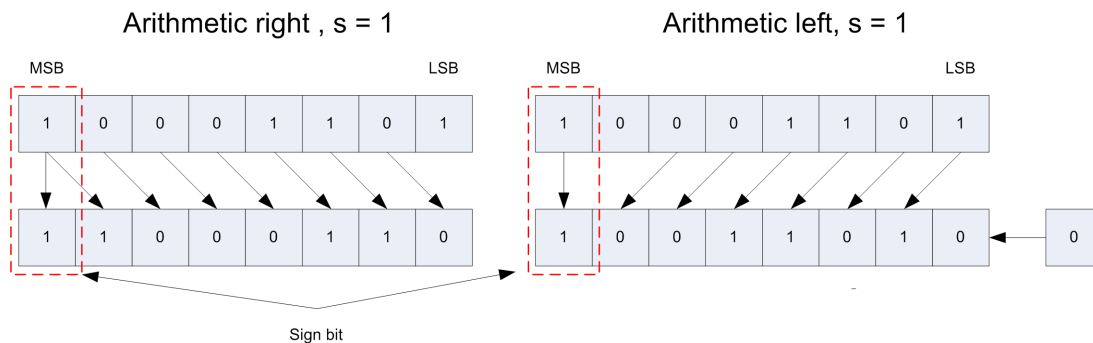 Arithmetic right , s = 1
Arithmetic left, s = 1
MSB LSB MSB LSB
1 0 0 0 1 1 0 1 1 0 0 0 1 1 0 1
1 1 0 0 0 1 1 0 1 0 0 1 1 0 1 0 0
Sign bit